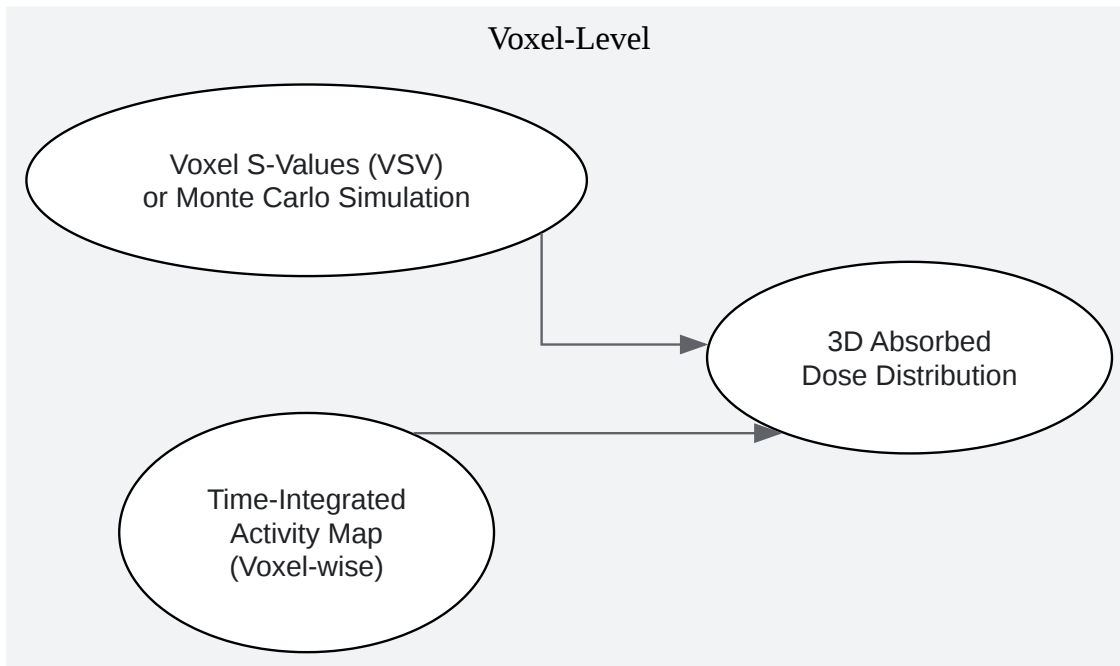 Voxel-Level
Voxel S-Values (VSV)
or Monte Carlo Simulation
3D Absorbed
Dose Distribution
Time-Integrated
Activity Map
(Voxel-wise)